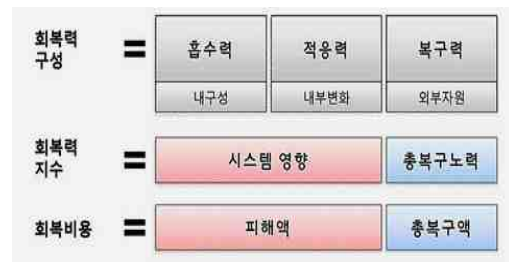 회복력
구성
=
흡수력
적응력
복구력
내구성
내부변화
외부자원
회복력
지수
=
시스템 영향
총복구노력
회복비용
=
피해액
총복구액